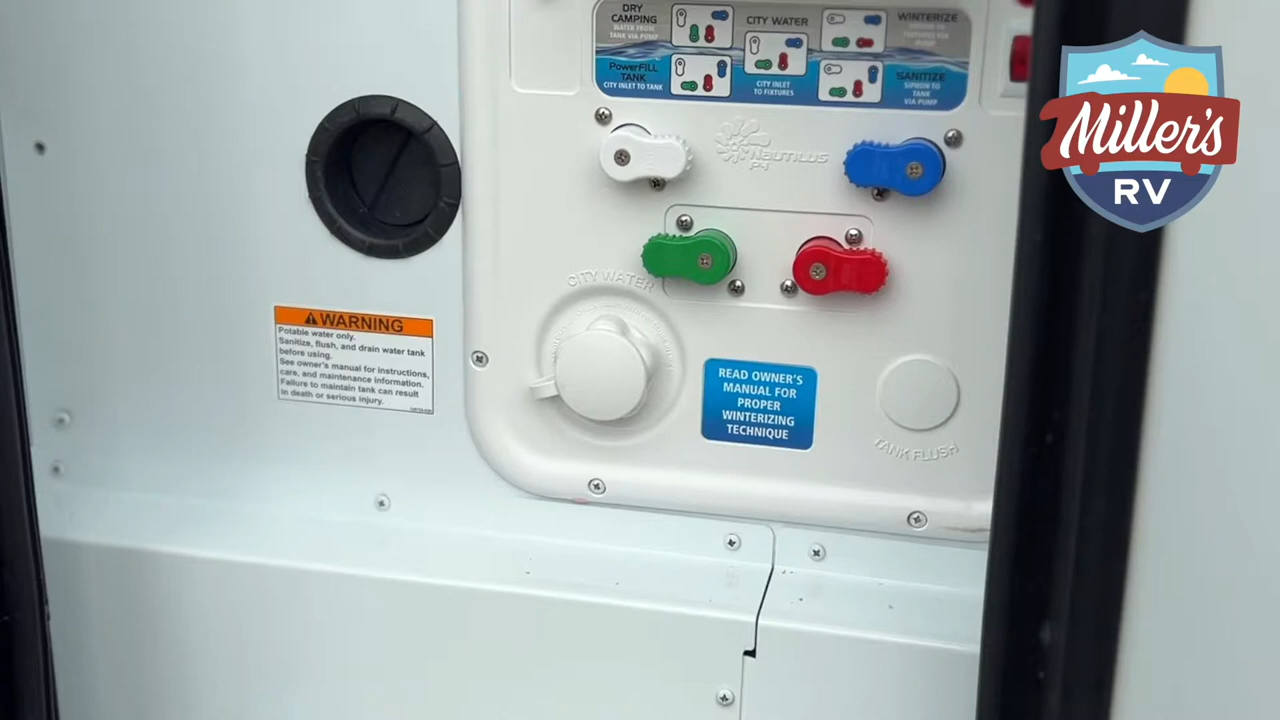 DRY
CAMPING
WATER FROM
TANK VIA PUMP
CITY WATER
WINTERIZE
PowerFiLL
TANK
CITY INLET TO TANK
CITY INLET
TO FIXTURES
SANITIZE
SIPHON TO
TANK
VIA PUMP
Miller's
RV
NAUTILUS
P4
CITY WATER
WARNING
Potable water only.
Sanitize, flush, and drain water tank
before using.
See owner's manual for instructions,
care, and maintenance information.
Failure to maintain tank can result
in death or serious injury.
READ OWNER'S
MANUAL FOR
PROPER
WINTERIZING
TECHNIQUE
TANK FLUSH